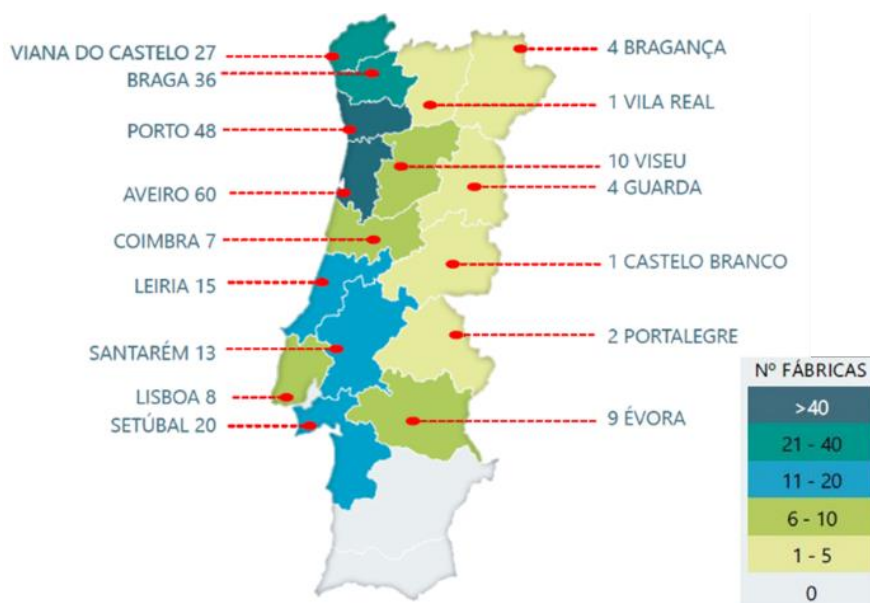 VIANA DO CASTELO 27
BRAGA 36
PORTO 48
AVEIRO 60
COIMBRA 7
LEIRIA 15
SANTARÉM 13
LISBOA 8
SETÚBAL 20
4 BRAGANÇA
1 VILA REAL
10 VISEU
4 GUARDA
1 CASTELO BRANCO
2 PORTALEGRE
9 ÉVORA
Nº FÁBRICAS
>40
21 - 40
11 - 20
6 - 10
1 - 5
0